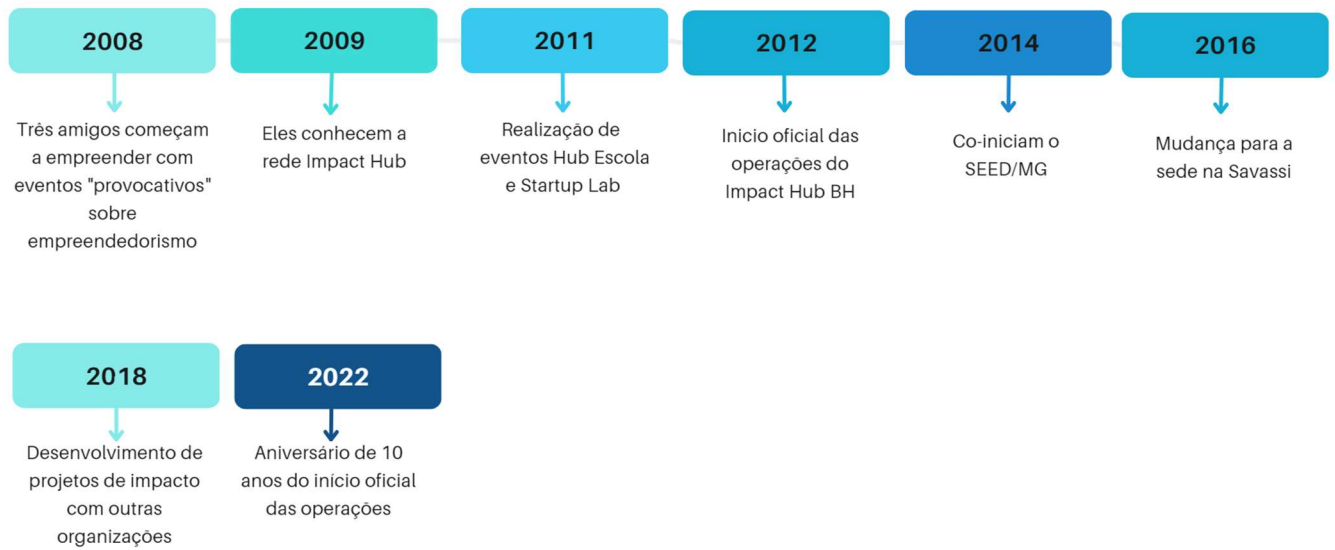 2008
Três amigos começam
a empreender com
eventos "provocativos"
sobre
empreendedorismo
2009
Eles conhecem a
rede Impact Hub
2011
Realização de
eventos Hub Escola
e Startup Lab
2012
Inicio oficial das
operações do
Impact Hub BH
2014
Co-iniciam o
SEED/MG
2016
Mudança para a
sede na Savassi
2018
Desenvolvimento de
projetos de impacto
com outras
organizações
2022
Aniversário de 10
anos do início oficial
das operações